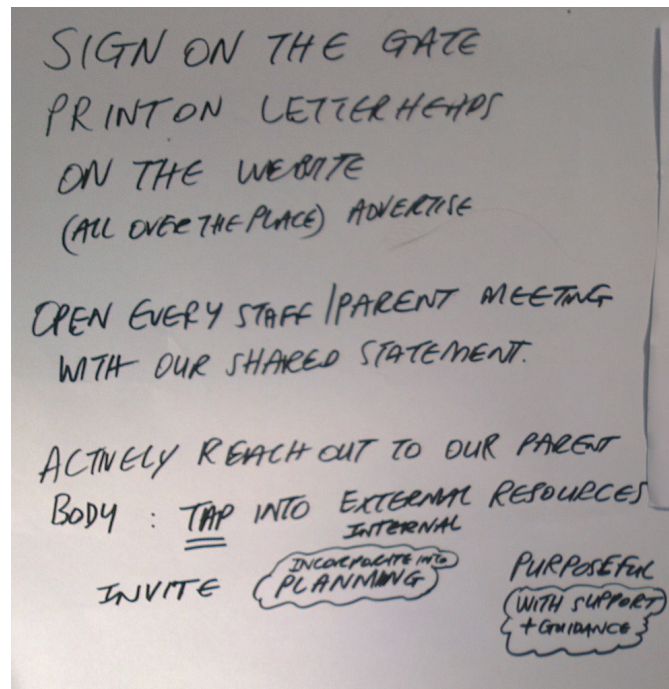 SIGN ON THE GATE
PRINT ON LETTERHEADS
ON THE WEBSITE
(ALL OVER THE PLACE) ADVERTISE
OPEN EVERY STAFF/PARENT MEETING
WITH OUR SHARED STATEMENT.
ACTIVELY REACH OUT TO OUR PARENT
BODY : TAP INTO EXTERNAL RESOURCES
INTERNAL
INVITE INCORPORATE INTO PLANNING PURPOSEFUL
WITH SUPPORT
+ GUIDANCE